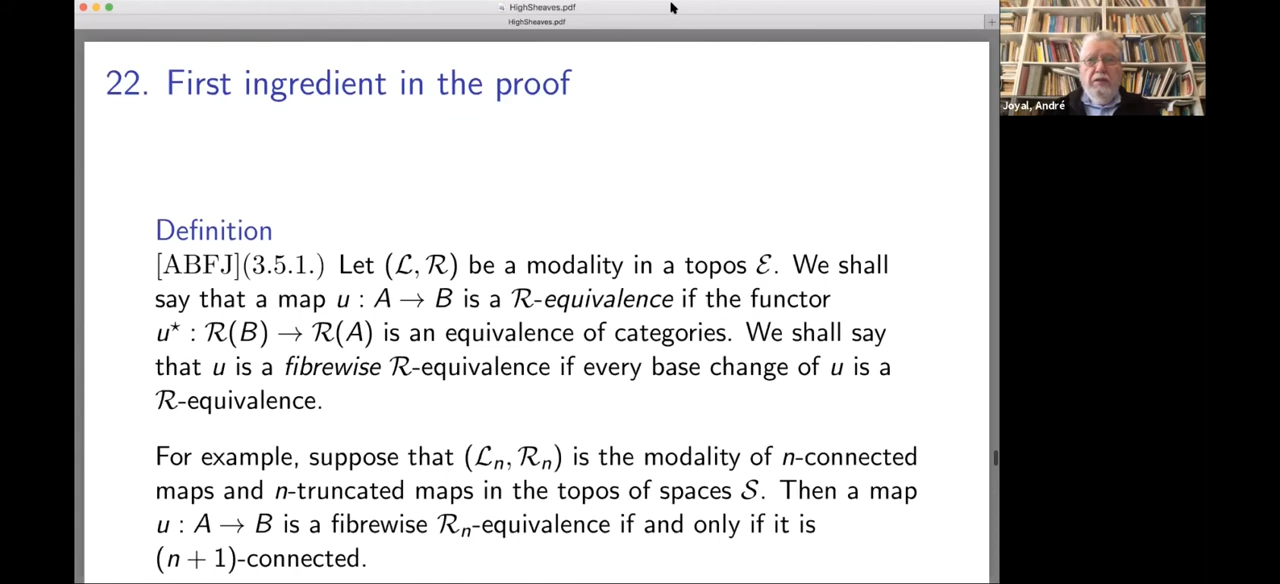 HighSheaves.pdf
HighSheaves.pdf
+
22. First ingredient in the proof
Joyal, André
Definition
[ABFJ](3.5.1.) Let (ℒ, ℛ) be a modality in a topos ℰ. We shall
say that a map u : A → B is a ℛ-equivalence if the functor
u⋆ : ℛ(B) → ℛ(A) is an equivalence of categories. We shall say
that u is a fibrewise ℛ-equivalence if every base change of u is a
ℛ-equivalence.
For example, suppose that (ℒₙ, ℛₙ) is the modality of n-connected
maps and n-truncated maps in the topos of spaces 𝒮. Then a map
u : A → B is a fibrewise ℛₙ-equivalence if and only if it is
(n + 1)-connected.